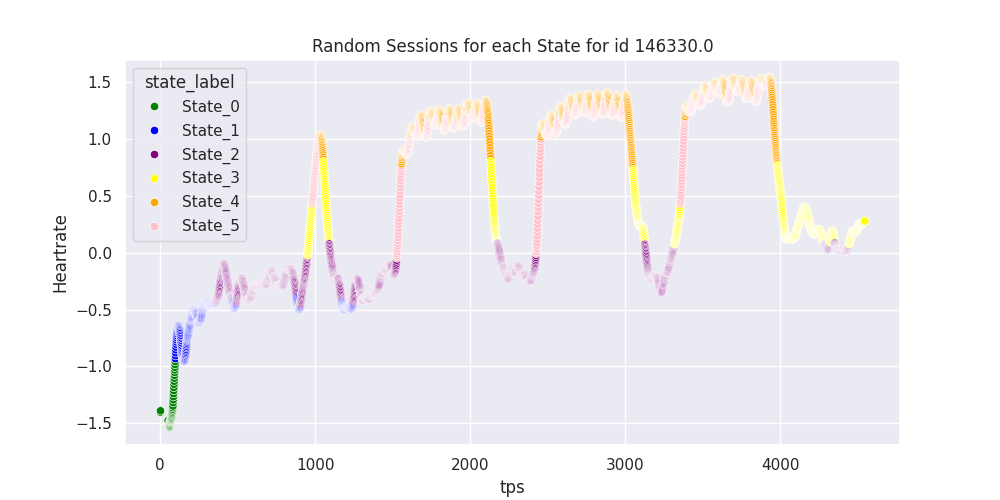 Random Sessions for each State for id 146330.0
state_label
State_0
State_1
State_2
State_3
State_4
State_5
Heartrate
1.5
1.0
0.5
0.0
−0.5
−1.0
−1.5
0 1000 2000 3000 4000
tps